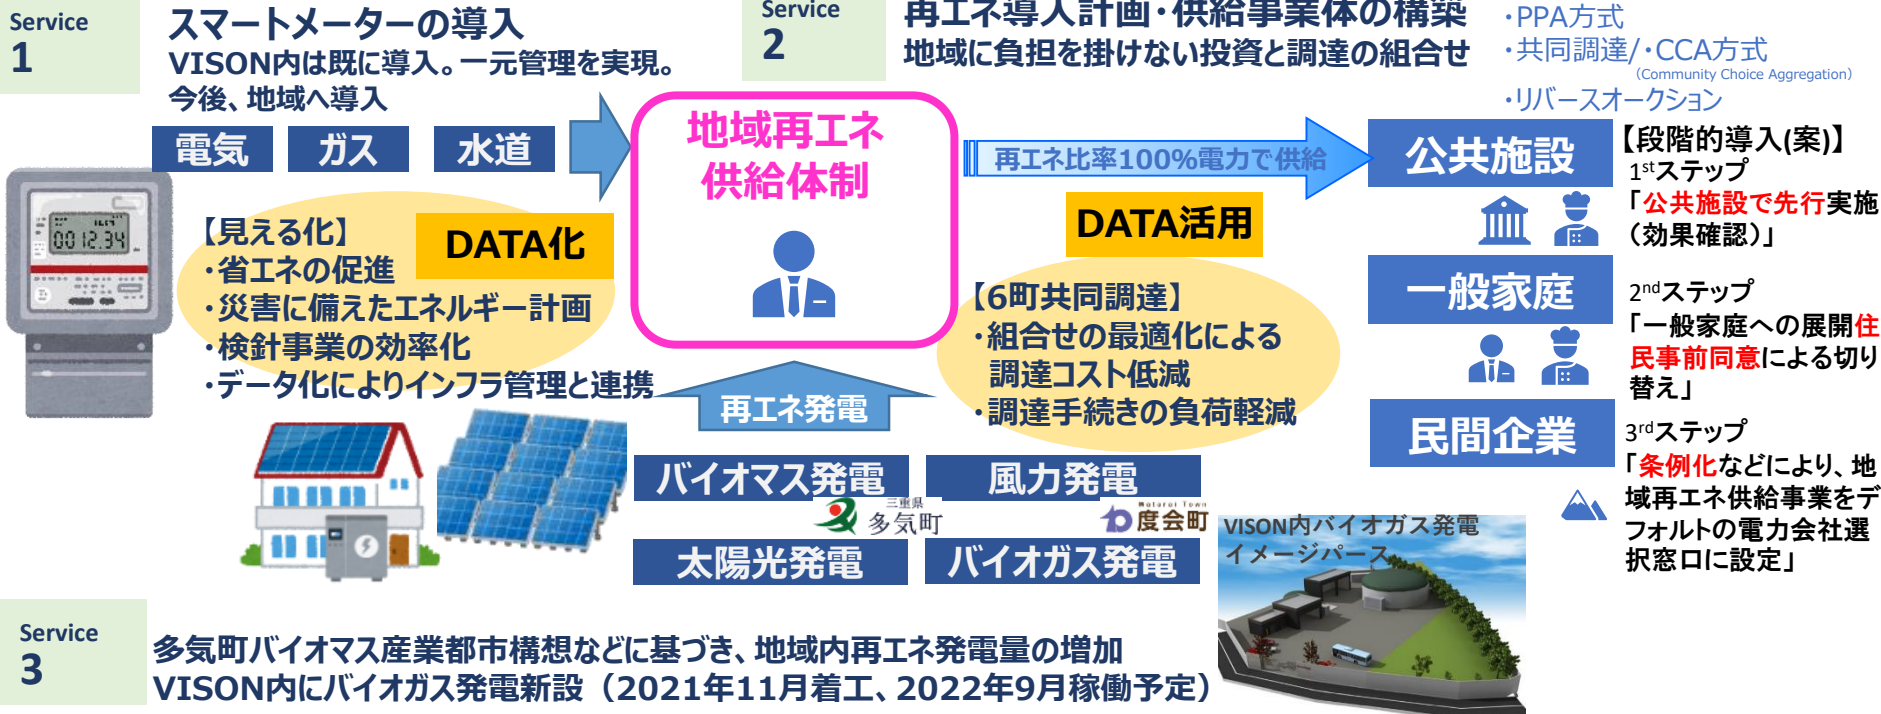 Service
1
スマートメーターの導入
VISON内は既に導入。一元管理を実現。
今後、地域へ導入
電気
ガス
水道
Service
2
再エネ導入計画・供給事業体の構築
地域に負担を掛けない投資と調達の組合せ
・PPA方式
・共同調達/・CCA方式
(Community Choice Aggregation)
・リバースオークション
地域再エネ
供給体制
再エネ比率100%電力で供給
DATA化
【見える化】
・省エネの促進
・災害に備えたエネルギー計画
・検針事業の効率化
・データ化によりインフラ管理と連携
0012.34
DATA活用
【6町共同調達】
・組合せの最適化による
調達コスト低減
・調達手続きの負荷軽減
再エネ発電
バイオマス発電
風力発電
三重県
多気町
Watarai Town
度会町
太陽光発電
バイオガス発電
公共施設
一般家庭
民間企業
【段階的導入(案)】
1stステップ
「公共施設で先行実施
（効果確認）」
2ndステップ
「一般家庭への展開住
民事前同意による切り
替え」
3rdステップ
「条例化などにより、地
域再エネ供給事業をデ
フォルトの電力会社選
択窓口に設定」
VISON内バイオガス発電
イメージパース
Service
3
多気町バイオマス産業都市構想などに基づき、地域内再エネ発電量の増加
VISON内にバイオガス発電新設（2021年11月着工、2022年9月稼働予定）